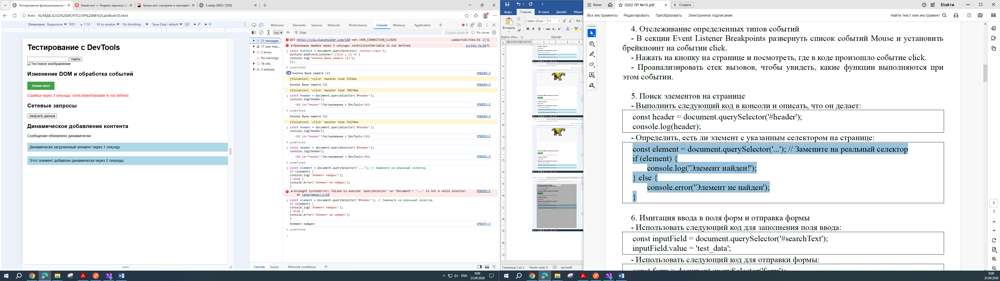 Тестирование функциональност
банан кот — Яндекс: нашлось 2
Банан кот: смотрите и скачивайт
1.webp (900×1200)
Файл N:/МДК.02.02%20ИСРПО/ЛР%20№10/LabWork10.html
Dimensions: Responsive 1051 × 1158 Fit to window No throttling 'Save-Data': default
Тестирование с DevTools
Найти
Тестовое изображение
Изменение DOM и обработка событий
Нажми меня
Ошибка через 3 секунды: nonExistentVariable is not defined
Сетевые запросы
Загрузить данные
Динамическое добавление контента
Сообщение обновлено динамически
Динамически загруженный элемент через 1 секунду
Этот элемент добавлен динамически через 2 секунды
Welcome Elements Sources Network Performance Console Memory Application 3
top Filter Custom levels No issues
21 messages
17 user mes...
2 errors
No warnings
16 info
3 verbose
GET https://via.placeholder.com/150 net::ERR_CONNECTION_CLOSED LabWork10.html:41
Произошла ошибка через 3 секунды: nonExistentVariable is not defined script.js:92
const button2 = document.querySelector('.button-class');
button2.addEventListener('click', () => {
console.log("Кнопка была нажата (2)");
});
undefined
10 Кнопка была нажата (2) VM6649:3
[Violation] 'click' handler took 5352ms
Кнопка была нажата (2) VM6649:3
[Violation] 'click' handler took 70974ms
const header = document.querySelector('#header');
console.log(header);
<h1 id="header">Тестирование с DevTools</h1> VM6815:2
undefined
Кнопка была нажата (2) VM6649:3
[Violation] 'click' handler took 33274ms
const header = document.querySelector('#header');
console.log(header);
<h1 id="header">Тестирование с DevTools</h1> VM6819:2
undefined
const header = document.querySelector('#header');
console.log(header);
<h1 id="header">Тестирование с DevTools</h1> VM6921:2
undefined
const element = document.querySelector('...'); // Замените на реальный селектор
if (element) {
console.log('Элемент найден!');
} else {
console.error('Элемент не найден');
}
Uncaught SyntaxError: Failed to execute 'querySelector' on 'Document': '...' is not a valid selector. VM6925:1
at <anonymous>:1:26
const element = document.querySelector('#header'); // Замените на реальный селектор
if (element) {
console.log('Элемент найден!');
} else {
console.error('Элемент не найден');
}
Элемент найден! VM6937:3
undefined
Console Issues Network conditions
ENG 9:00
25.09.2026
Файл Главная Вставка Дизайн Макет
Вставить
Calibri (Оснс 11 Aa
Ж К Ч abc x₂ x²
Буфер обм... Шрифт
Страница 2 из 2 Число слов: 0 русский
Меню 0202 ЛР №10.pdf Создать Войти
Все инструменты Редактировать Преобразовать Электронное подписание Найти текст или инструмент
4. Отслеживание определенных типов событий
- В секции Event Listener Breakpoints развернуть список событий Mouse и установить
брейкпоинт на событии click.
- Нажать на кнопку на странице и посмотреть, где в коде произошло событие click.
- Проанализировать стек вызовов, чтобы увидеть, какие функции выполняются при
этом событии.
5. Поиск элементов на странице
- Выполнить следующий код в консоли и описать, что он делает:
const header = document.querySelector('#header');
console.log(header);
- Определить, есть ли элемент с указанным селектором на странице:
const element = document.querySelector('...'); // Замените на реальный селектор
if (element) {
console.log('Элемент найден!');
} else {
console.error('Элемент не найден');
}
6. Имитация ввода в поля форм и отправка формы
- Использовать следующий код для заполнения поля ввода:
const inputField = document.querySelector('#searchText');
inputField.value = 'test_data';
- Использовать следующий код для отправки формы:
const form = document.querySelector('form');
2
7
9:00
25.09.2026